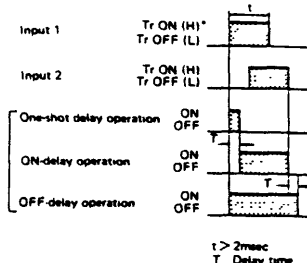 t
Input 1 Tr ON (H)*
Tr OFF (L)
Input 2 Tr ON (H)
Tr OFF (L)
One-shot delay operation ON
OFF
T
ON-delay operation ON
OFF
T
OFF-delay operation ON
OFF
t > 2msec
T Delay time